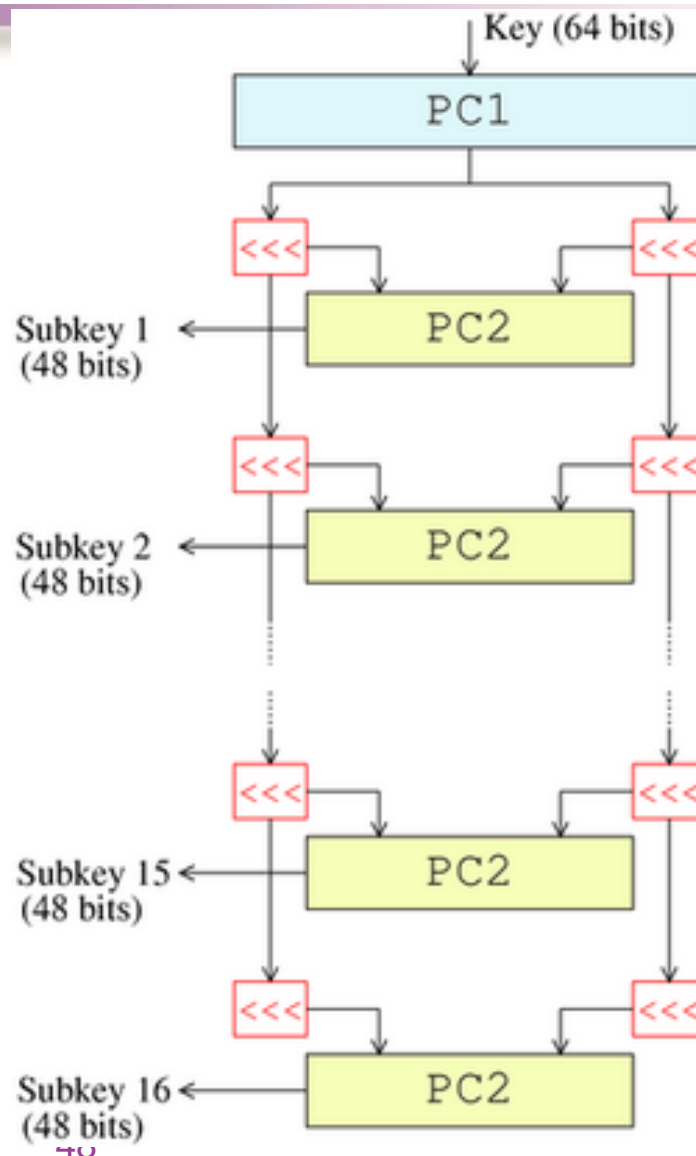 Key (64 bits)
PC1
<<< <<<
PC2
Subkey 1
(48 bits)
<<< <<<
PC2
Subkey 2
(48 bits)
<<< <<<
PC2
Subkey 15
(48 bits)
<<< <<<
PC2
Subkey 16
(48 bits)
48